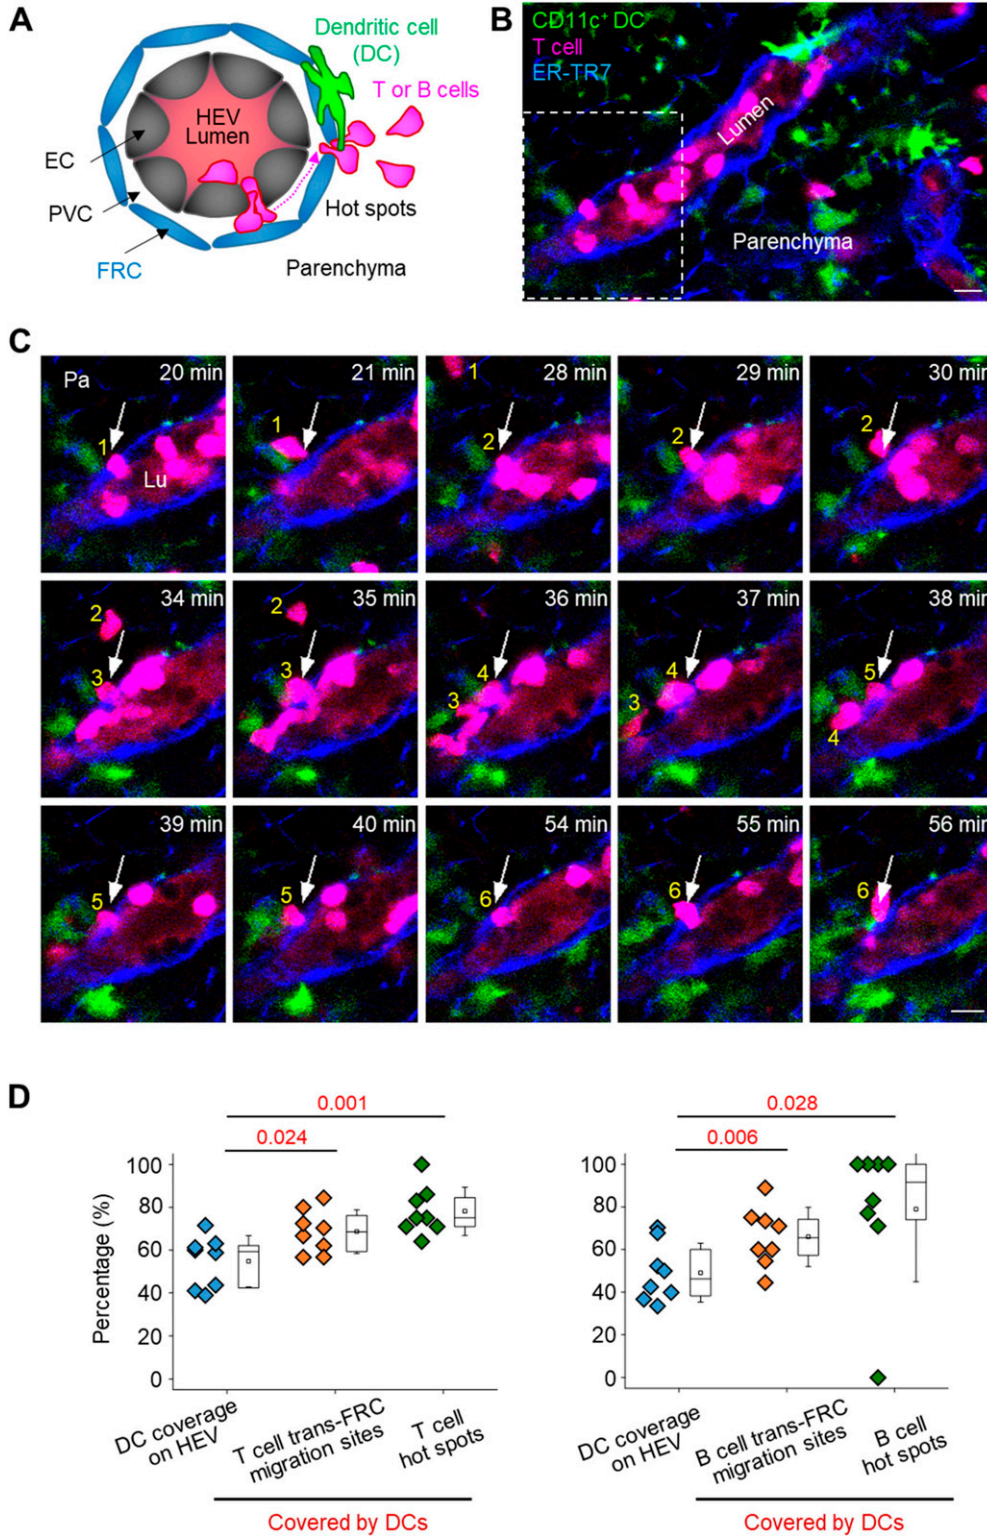 A
Dendritic cell
(DC)
T or B cells
HEV
Lumen
EC
PVC
FRC
Hot spots
Parenchyma
B
CD11c⁺ DC
T cell
ER-TR7
Lumen
Parenchyma
C
Pa
20 min
1
Lu
21 min
1
28 min
1
2
29 min
2
30 min
2
34 min
2
3
35 min
2
3
36 min
4
3
37 min
4
3
38 min
5
4
39 min
5
40 min
5
54 min
6
55 min
6
56 min
6
D
0.001
0.024
Percentage (%)
100
80
60
40
20
0
DC coverage
on HEV
T cell trans-FRC
migration sites
T cell
hot spots
Covered by DCs
0.028
0.006
100
80
60
40
20
0
DC coverage
on HEV
B cell trans-FRC
migration sites
B cell
hot spots
Covered by DCs